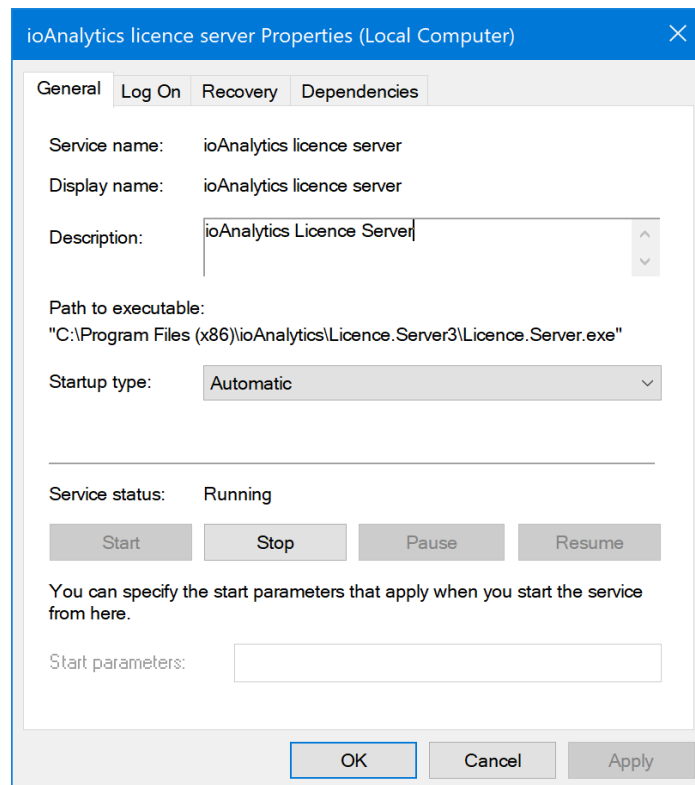 ioAnalytics licence server Properties (Local Computer)
General Log On Recovery Dependencies
Service name: ioAnalytics licence server
Display name: ioAnalytics licence server
Description: ioAnalytics Licence Server
Path to executable:
"C:\Program Files (x86)\ioAnalytics\Licence.Server3\Licence.Server.exe"
Startup type: Automatic
Service status: Running
Start Stop Pause Resume
You can specify the start parameters that apply when you start the service
from here.
Start parameters:
OK Cancel Apply